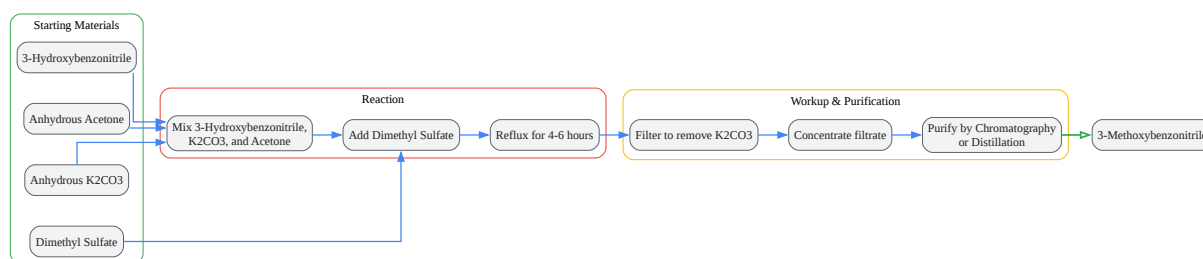 Starting Materials
3-Hydroxybenzonitrile
Anhydrous Acetone
Anhydrous K2CO3
Dimethyl Sulfate
Reaction
Mix 3-Hydroxybenzonitrile,
K2CO3, and Acetone
Add Dimethyl Sulfate
Reflux for 4-6 hours
Workup & Purification
Filter to remove K2CO3
Concentrate filtrate
Purify by Chromatography
or Distillation
3-Methoxybenzonitrile